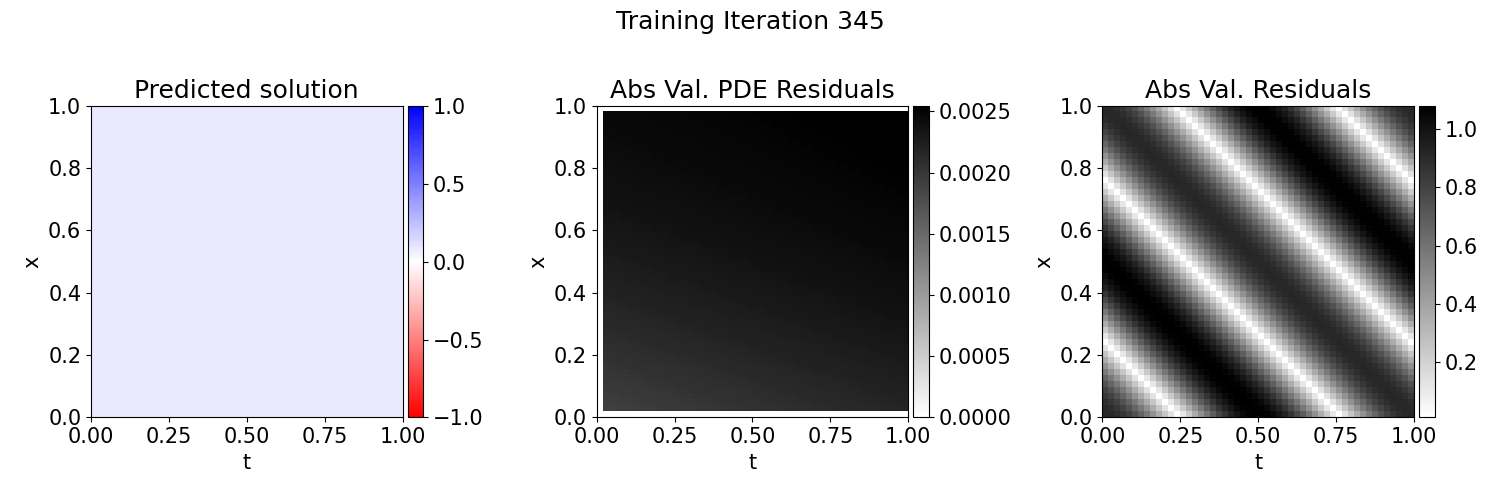 Training Iteration 345
Predicted solution
1.0
0.8
0.6
0.4
0.2
0.0
x
0.00 0.25 0.50 0.75 1.00
t
1.0
0.5
0.0
−0.5
−1.0
Abs Val. PDE Residuals
1.0
0.8
0.6
0.4
0.2
0.0
x
0.00 0.25 0.50 0.75 1.00
t
0.0025
0.0020
0.0015
0.0010
0.0005
0.0000
Abs Val. Residuals
1.0
0.8
0.6
0.4
0.2
0.0
x
0.00 0.25 0.50 0.75 1.00
t
1.0
0.8
0.6
0.4
0.2